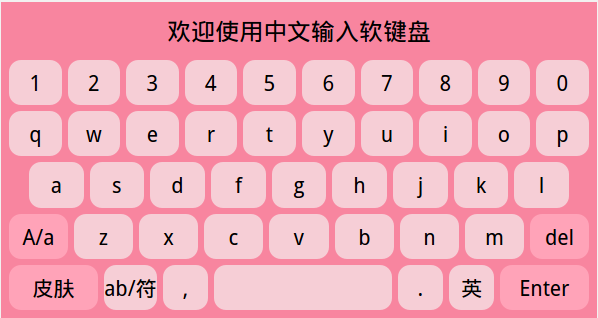 欢迎使用中文输入软键盘
1 2 3 4 5 6 7 8 9 0
q w e r t y u i o p
a s d f g h j k l
A/a z x c v b n m del
皮肤 ab/符 , . 英 Enter